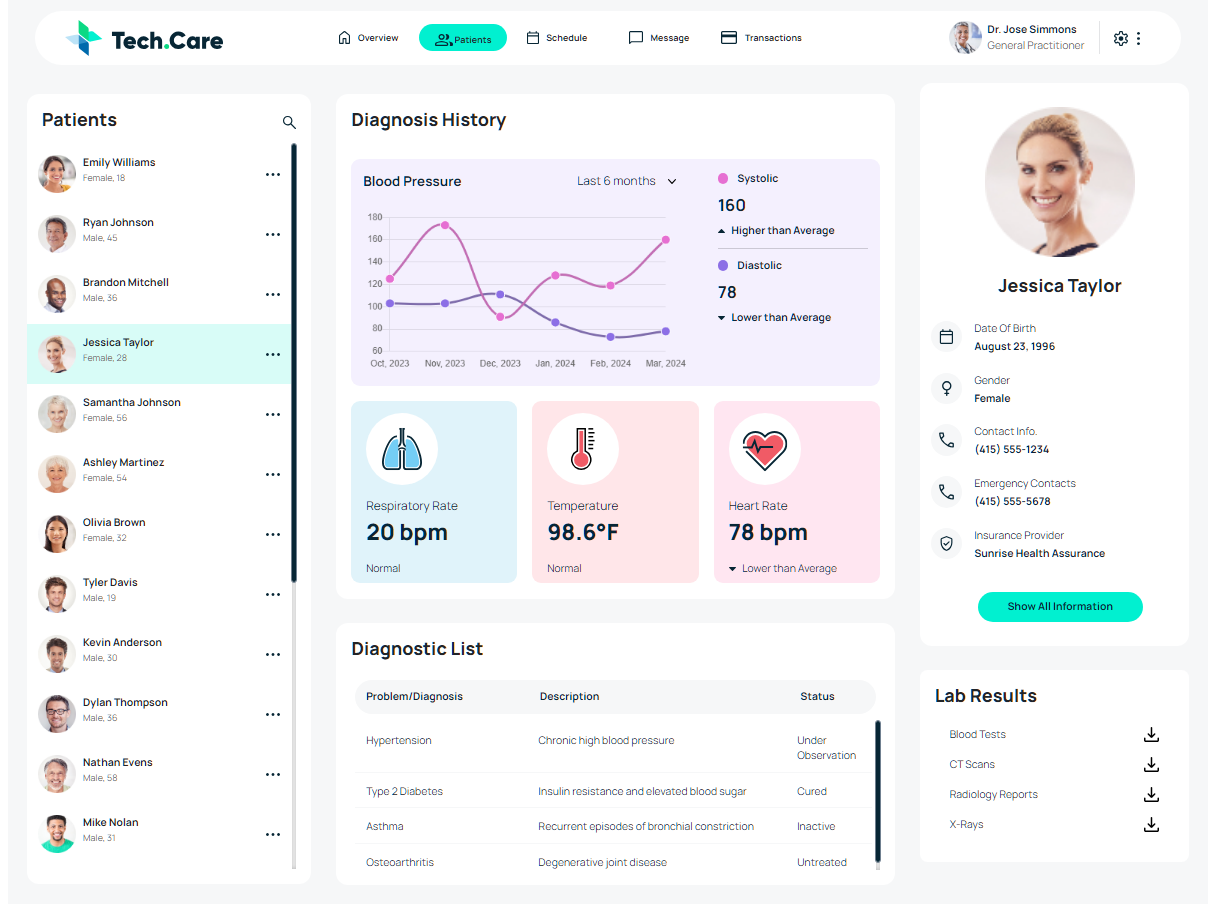 Tech.Care
Overview
Patients
Schedule
Message
Transactions
Dr. Jose Simmons
General Practitioner
Patients
Emily Williams
Female, 18
Ryan Johnson
Male, 45
Brandon Mitchell
Male, 36
Jessica Taylor
Female, 28
Samantha Johnson
Female, 56
Ashley Martinez
Female, 54
Olivia Brown
Female, 32
Tyler Davis
Male, 19
Kevin Anderson
Male, 30
Dylan Thompson
Male, 36
Nathan Evens
Male, 58
Mike Nolan
Male, 31
Diagnosis History
Blood Pressure
Last 6 months
180
160
140
120
100
80
60
Oct, 2023 Nov, 2023 Dec, 2023 Jan, 2024 Feb, 2024 Mar, 2024
Systolic
160
Higher than Average
Diastolic
78
Lower than Average
Respiratory Rate
20 bpm
Normal
Temperature
98.6°F
Normal
Heart Rate
78 bpm
Lower than Average
Diagnostic List
Problem/Diagnosis Description Status
Hypertension Chronic high blood pressure Under
Observation
Type 2 Diabetes Insulin resistance and elevated blood sugar Cured
Asthma Recurrent episodes of bronchial constriction Inactive
Osteoarthritis Degenerative joint disease Untreated
Jessica Taylor
Date Of Birth
August 23, 1996
Gender
Female
Contact Info.
(415) 555-1234
Emergency Contacts
(415) 555-5678
Insurance Provider
Sunrise Health Assurance
Show All Information
Lab Results
Blood Tests
CT Scans
Radiology Reports
X-Rays